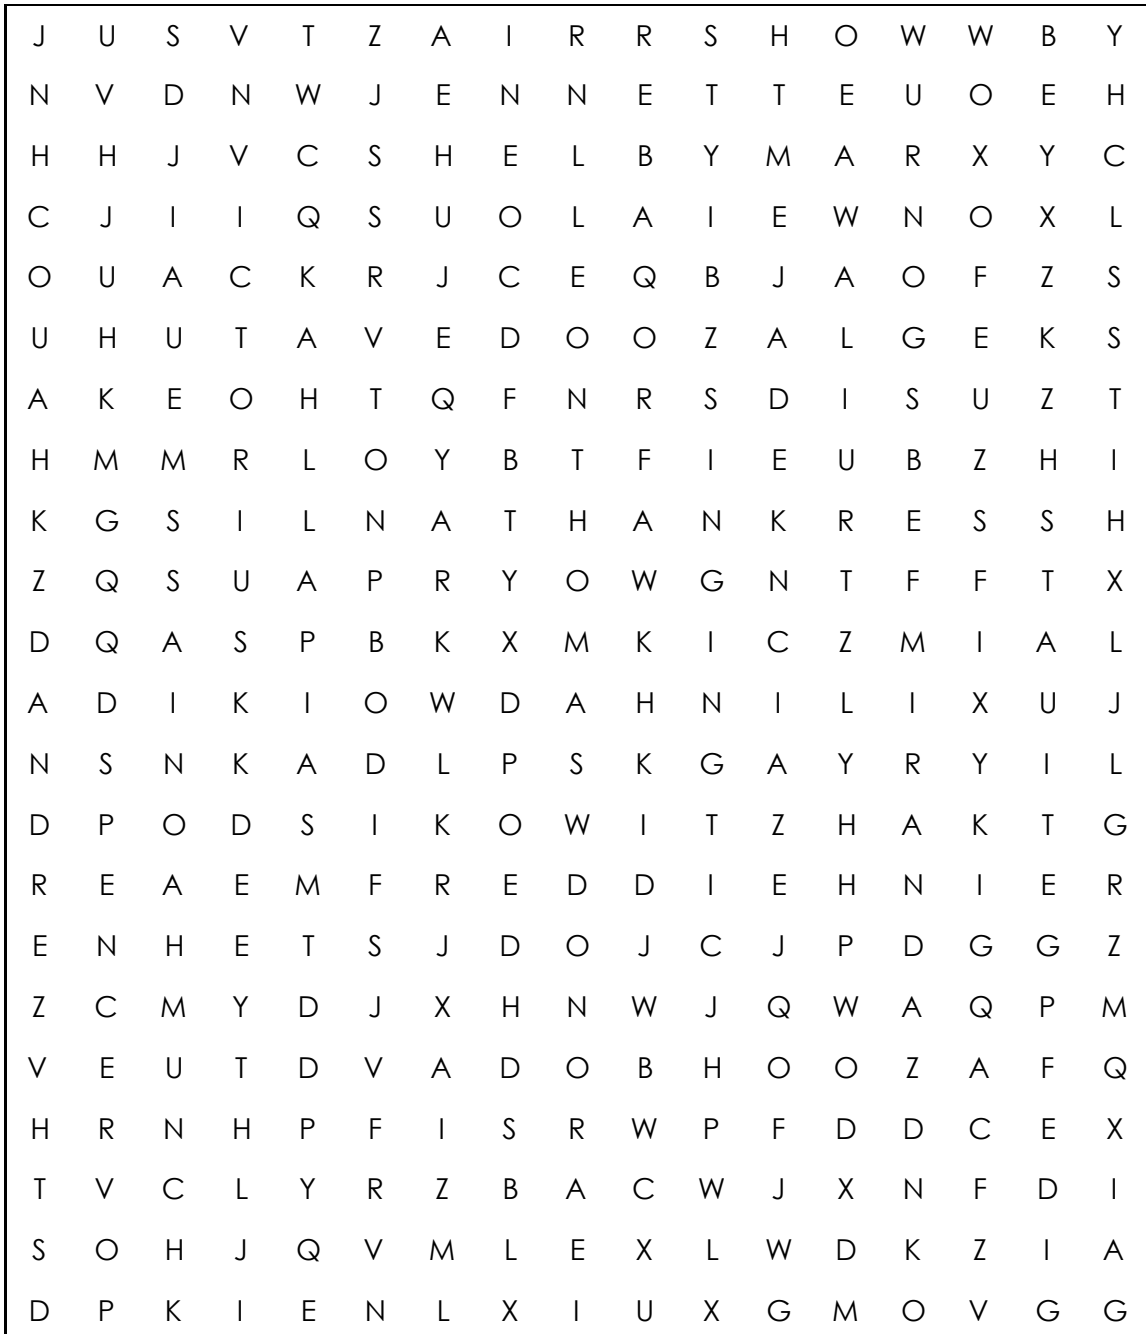 J U S V T Z A I R R S H O W W B Y
N V D N W J E N N E T T E U O E H
H H J V C S H E L B Y M A R X Y C
C J I I Q S U O L A I E W N O X L
O U A C K R J C E Q B J A O F Z S
U H U T A V E D O O Z A L G E K S
A K E O H T Q F N R S D I S U Z T
H M M R L O Y B T F I E U B Z H I
K G S I L N A T H A N K R E S S H
Z Q S U A P R Y O W G N T F F T X
D Q A S P B K X M K I C Z M I A L
A D I K I O W D A H N I L I X U J
N S N K A D L P S K G A Y R Y I L
D P O D S I K O W I T Z H A K T G
R E A E M F R E D D I E H N I E R
E N H E T S J D O J C J P D G G Z
Z C M Y D J X H N W J Q W A Q P M
V E U T D V A D O B H O O Z A F Q
H R N H P F I S R W P F D D C E X
T V C L Y R Z B A C W J X N F D I
S O H J Q V M L E X L W D K Z I A
D P K I E N L X I U X G M O V G G